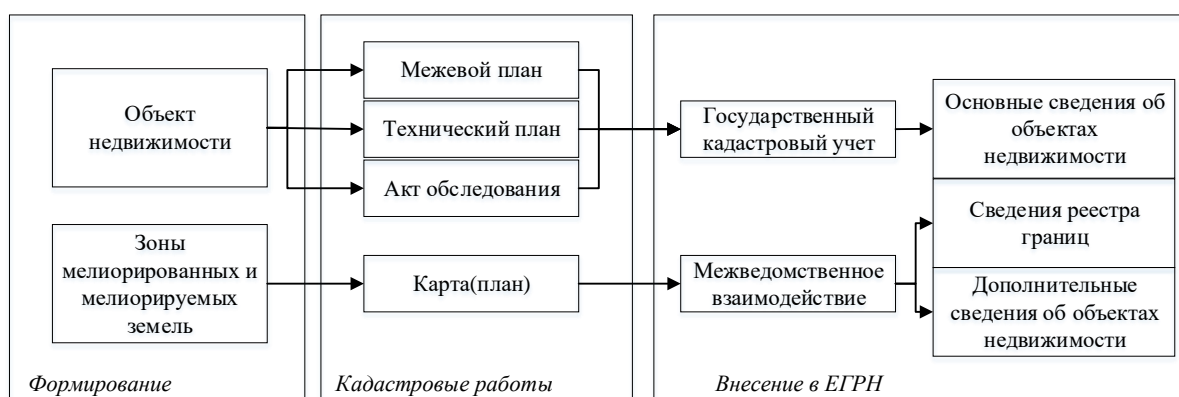 Объект
недвижимости
Зоны
мелиорированных и
мелиорируемых
земель
Формирование
Межевой план
Технический план
Акт обследования
Карта(план)
Кадастровые работы
Государственный
кадастровый учет
Межведомственное
взаимодействие
Основные сведения об
объектах
недвижимости
Сведения реестра
границ
Дополнительные
сведения об объектах
недвижимости
Внесение в ЕГРН